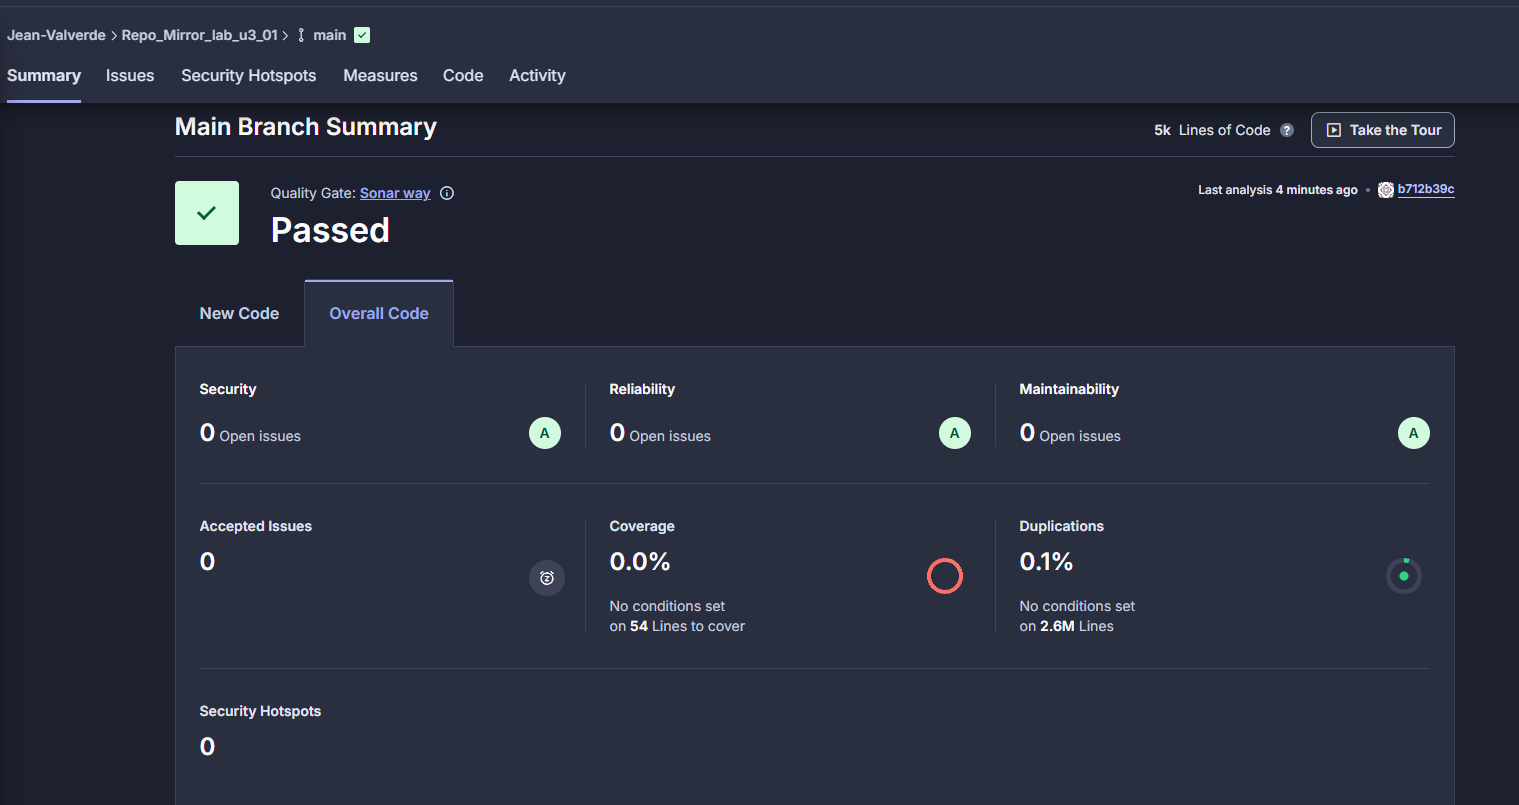 Jean-Valverde > Repo_Mirror_lab_u3_01 > main
Summary Issues Security Hotspots Measures Code Activity
Main Branch Summary
5k Lines of Code ? Take the Tour
Quality Gate: Sonar way
Last analysis 4 minutes ago • b712b39c
Passed
New Code Overall Code
Security Reliability Maintainability
0 Open issues A 0 Open issues A 0 Open issues A
Accepted Issues Coverage Duplications
0 0.0% 0.1%
No conditions set No conditions set
on 54 Lines to cover on 2.6M Lines
Security Hotspots
0